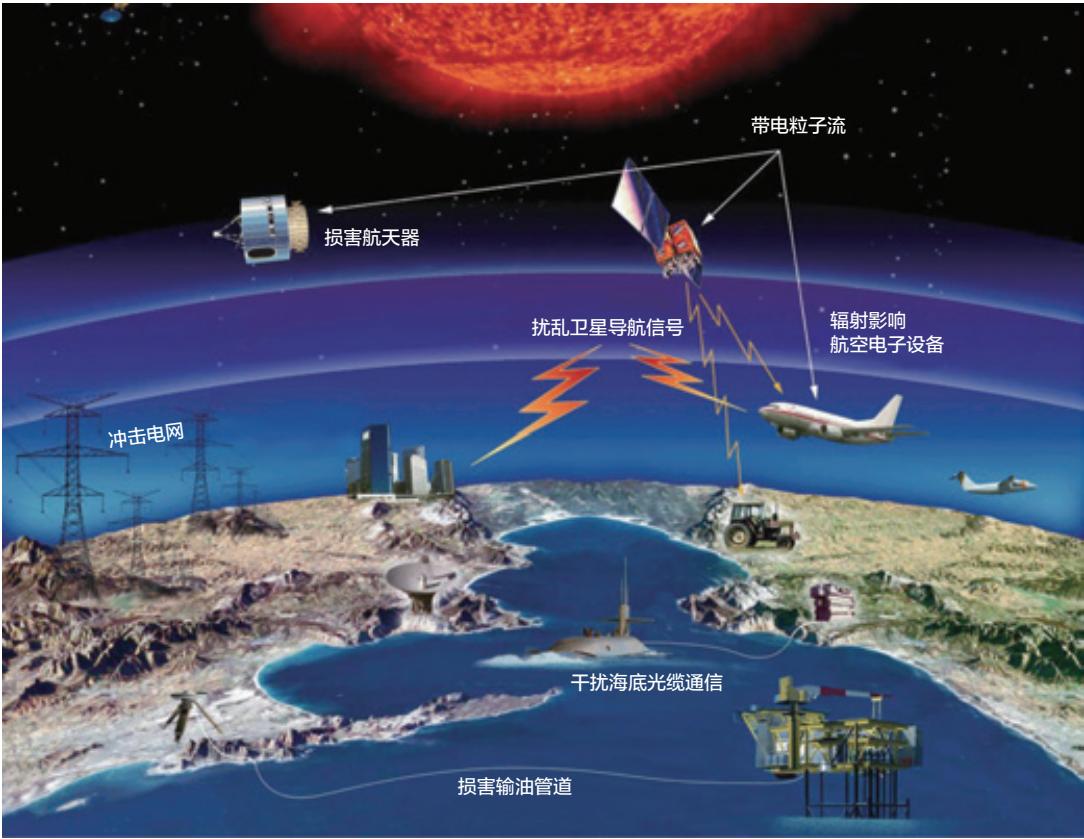 带电粒子流
损害航天器
扰乱卫星导航信号
辐射影响
航空电子设备
冲击电网
干扰海底光缆通信
损害输油管道